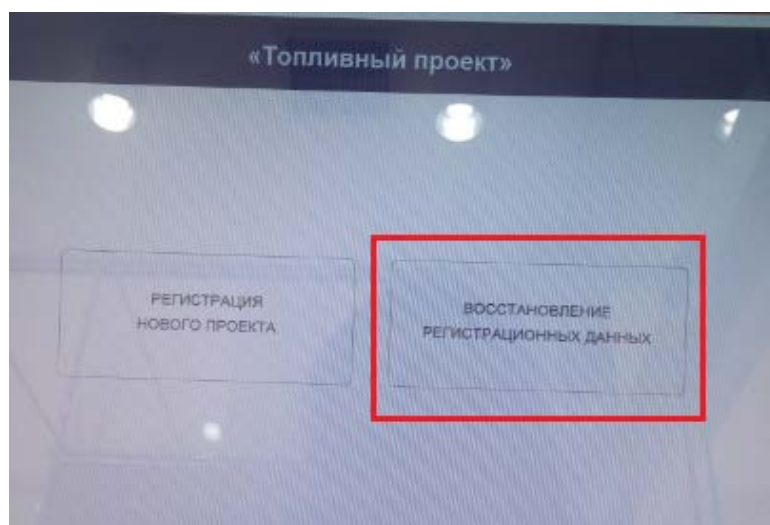 «Топливный проект»
РЕГИСТРАЦИЯ
НОВОГО ПРОЕКТА
ВОССТАНОВЛЕНИЕ
РЕГИСТРАЦИОННЫХ ДАННЫХ